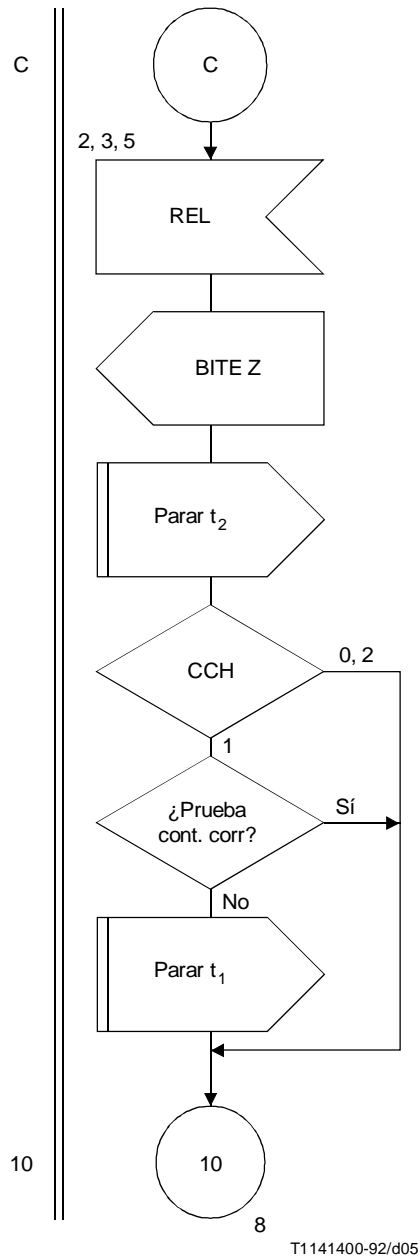 C
C
2, 3, 5
REL
BITE Z
Parar t2
CCH
0, 2
1
¿Prueba
cont. corr?
Sí
No
Parar t1
10
10
8
T1141400-92/d05